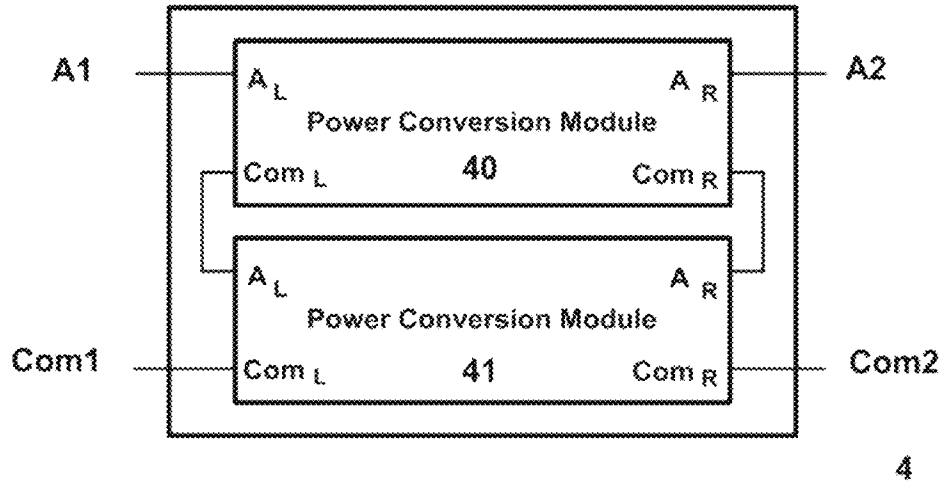 A1 A L A R A2
Power Conversion Module
Com L 40 Com R
A L A R
Power Conversion Module
Com1 Com L 41 Com R Com2
4